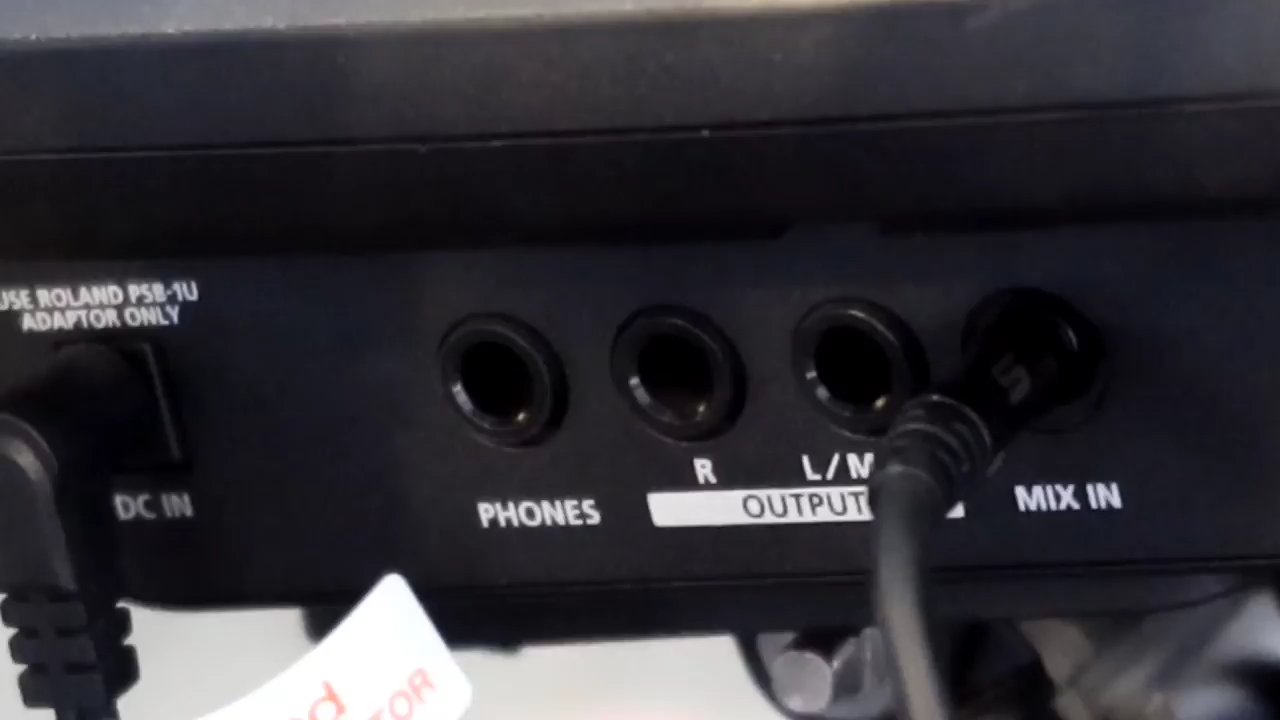 USE ROLAND PSB-1U
ADAPTOR ONLY
DC IN
PHONES
R
L/M
OUTPUT
MIX IN